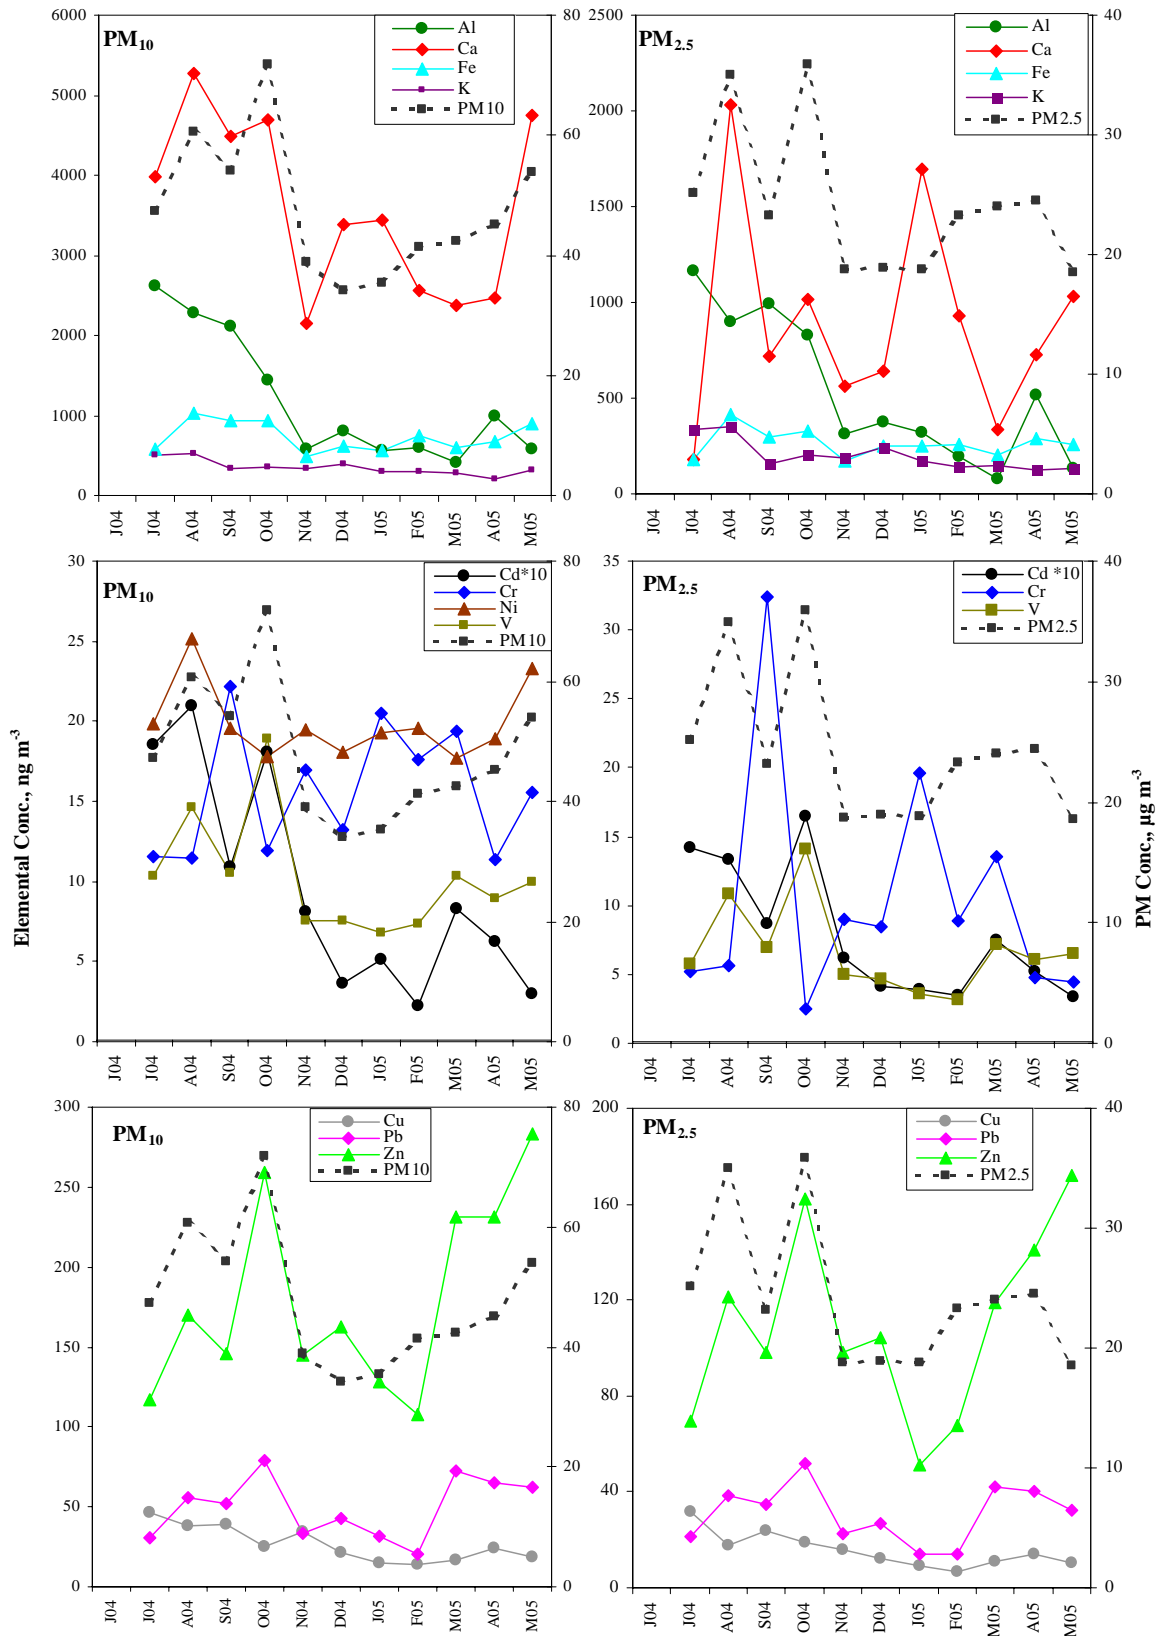 PM10
Al
Ca
Fe
K
PM10
6000
5000
4000
3000
2000
1000
0
80
60
40
20
0
J04 J04 A04 S04 O04 N04 D04 J05 F05 M05 A05 M05
PM2.5
Al
Ca
Fe
K
PM2.5
2500
2000
1500
1000
500
0
40
30
20
10
0
J04 J04 A04 S04 O04 N04 D04 J05 F05 M05 A05 M05
Elemental Conc., ng m-3
PM10
Cd*10
Cr
Ni
V
PM10
30
25
20
15
10
5
0
80
60
40
20
0
J04 J04 A04 S04 O04 N04 D04 J05 F05 M05 A05 M05
PM2.5
Cd *10
Cr
V
PM2.5
35
30
25
20
15
10
5
0
40
30
20
10
0
J04 J04 A04 S04 O04 N04 D04 J05 F05 M05 A05 M05
PM Conc,, µg m-3
PM10
Cu
Pb
Zn
PM10
300
250
200
150
100
50
0
80
60
40
20
0
J04 J04 A04 S04 O04 N04 D04 J05 F05 M05 A05 M05
PM2.5
Cu
Pb
Zn
PM2.5
200
160
120
80
40
0
40
30
20
10
0
J04 J04 A04 S04 O04 N04 D04 J05 F05 M05 A05 M05